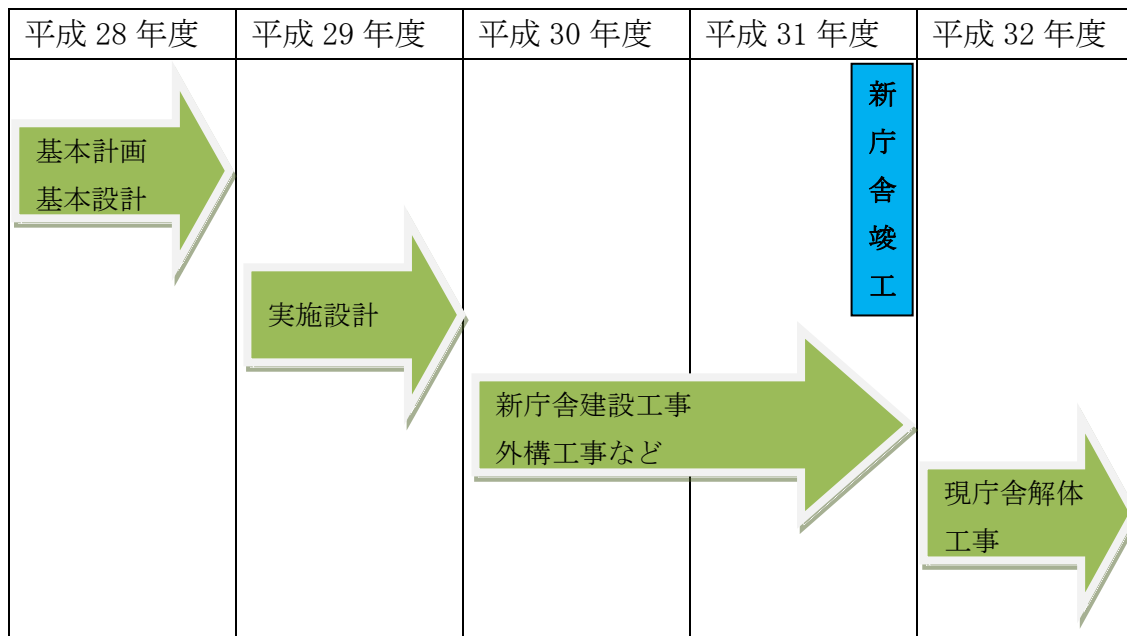 平成 28 年度
平成 29 年度
平成 30 年度
平成 31 年度
平成 32 年度
新庁舎竣工
基本計画
基本設計
実施設計
新庁舎建設工事
外構工事など
現庁舎解体
工事